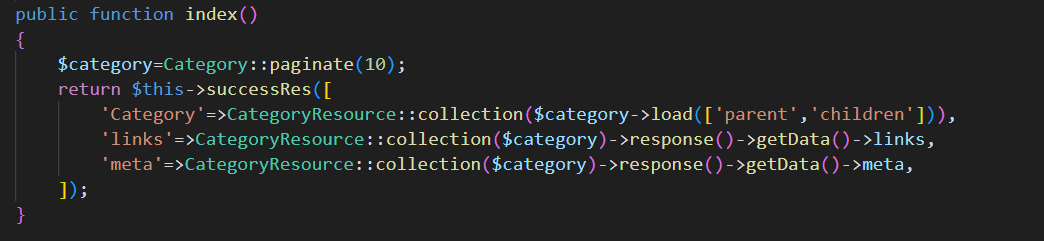 public function index()
{
    $category=Category::paginate(10);
    return $this->successRes([
        'Category'=>CategoryResource::collection($category->load(['parent','children'])),
        'links'=>CategoryResource::collection($category)->response()->getData()->links,
        'meta'=>CategoryResource::collection($category)->response()->getData()->meta,
    ]);
}